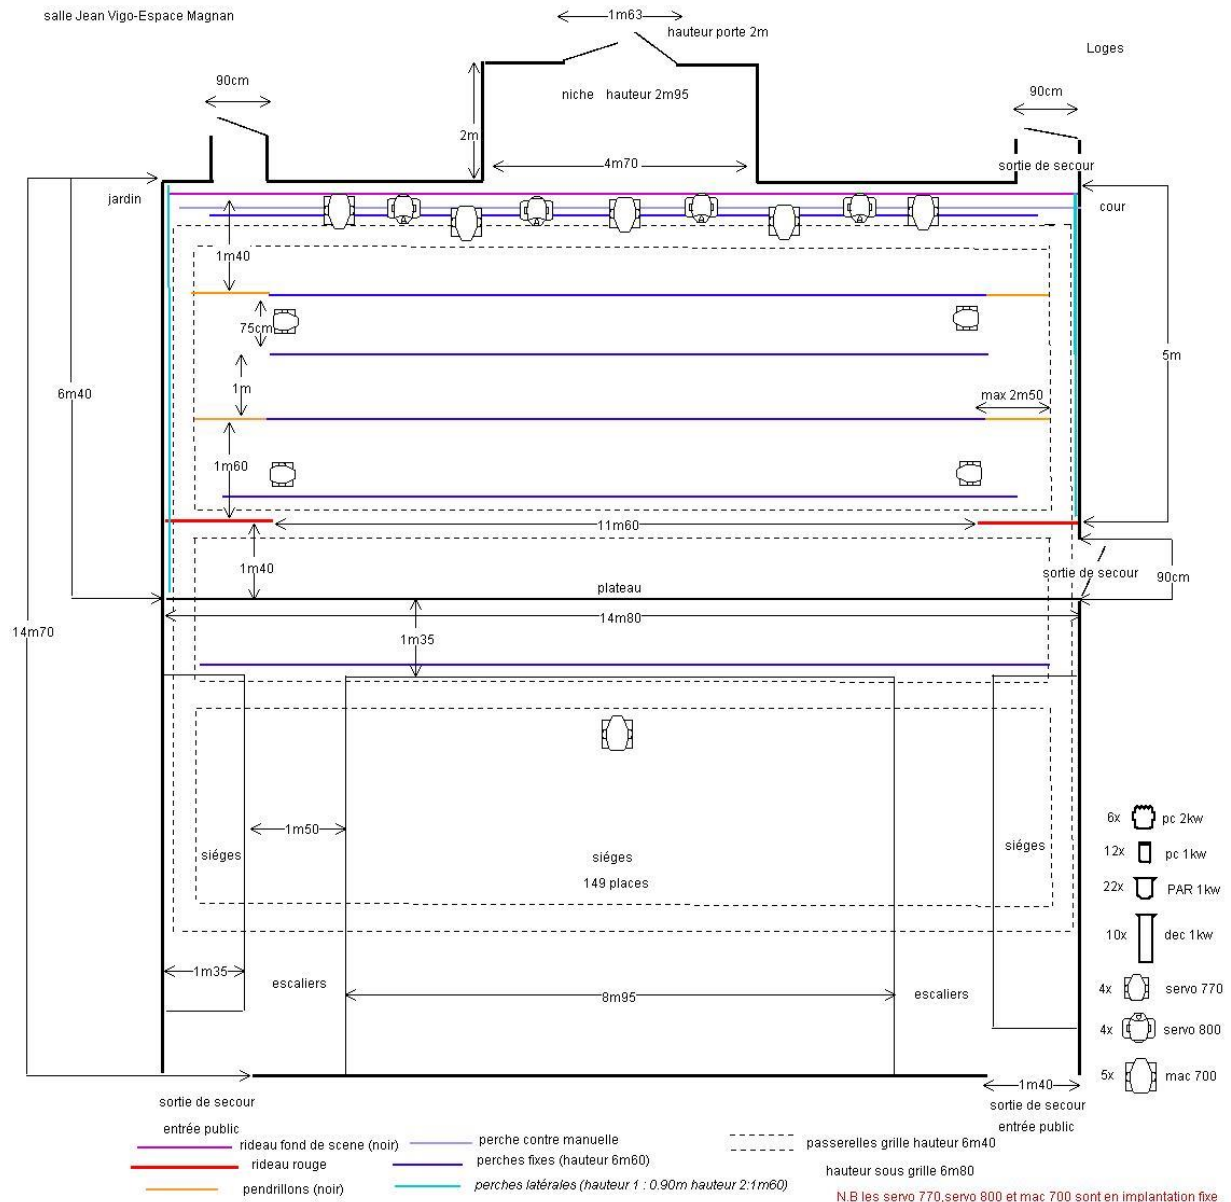 salle Jean Vigo-Espace Magnan
1m63
hauteur porte 2m
Loges
90cm
niche hauteur 2m95
90cm
2m
4m70
sortie de secour
jardin
cour
1m40
75cm
5m
1m
6m40
max 2m50
1m60
11m60
1m40
sortie de secour
90cm
plateau
14m80
14m70
1m35
1m50
siéges
siéges
siéges
149 places
6x pc 2kw
12x pc 1kw
22x PAR 1kw
10x dec 1kw
1m35
escaliers
8m95
escaliers
4x servo 770
4x servo 800
5x mac 700
1m40
sortie de secour
entrée public
sortie de secour
entrée public
rideau fond de scene (noir)
perche contre manuelle
passerelles grille hauteur 6m40
rideau rouge
perches fixes (hauteur 6m60)
hauteur sous grille 6m80
pendrillons (noir)
perches latérales (hauteur 1 : 0.90m hauteur 2:1m60)
N.B les servo 770,servo 800 et mac 700 sont en implantation fixe